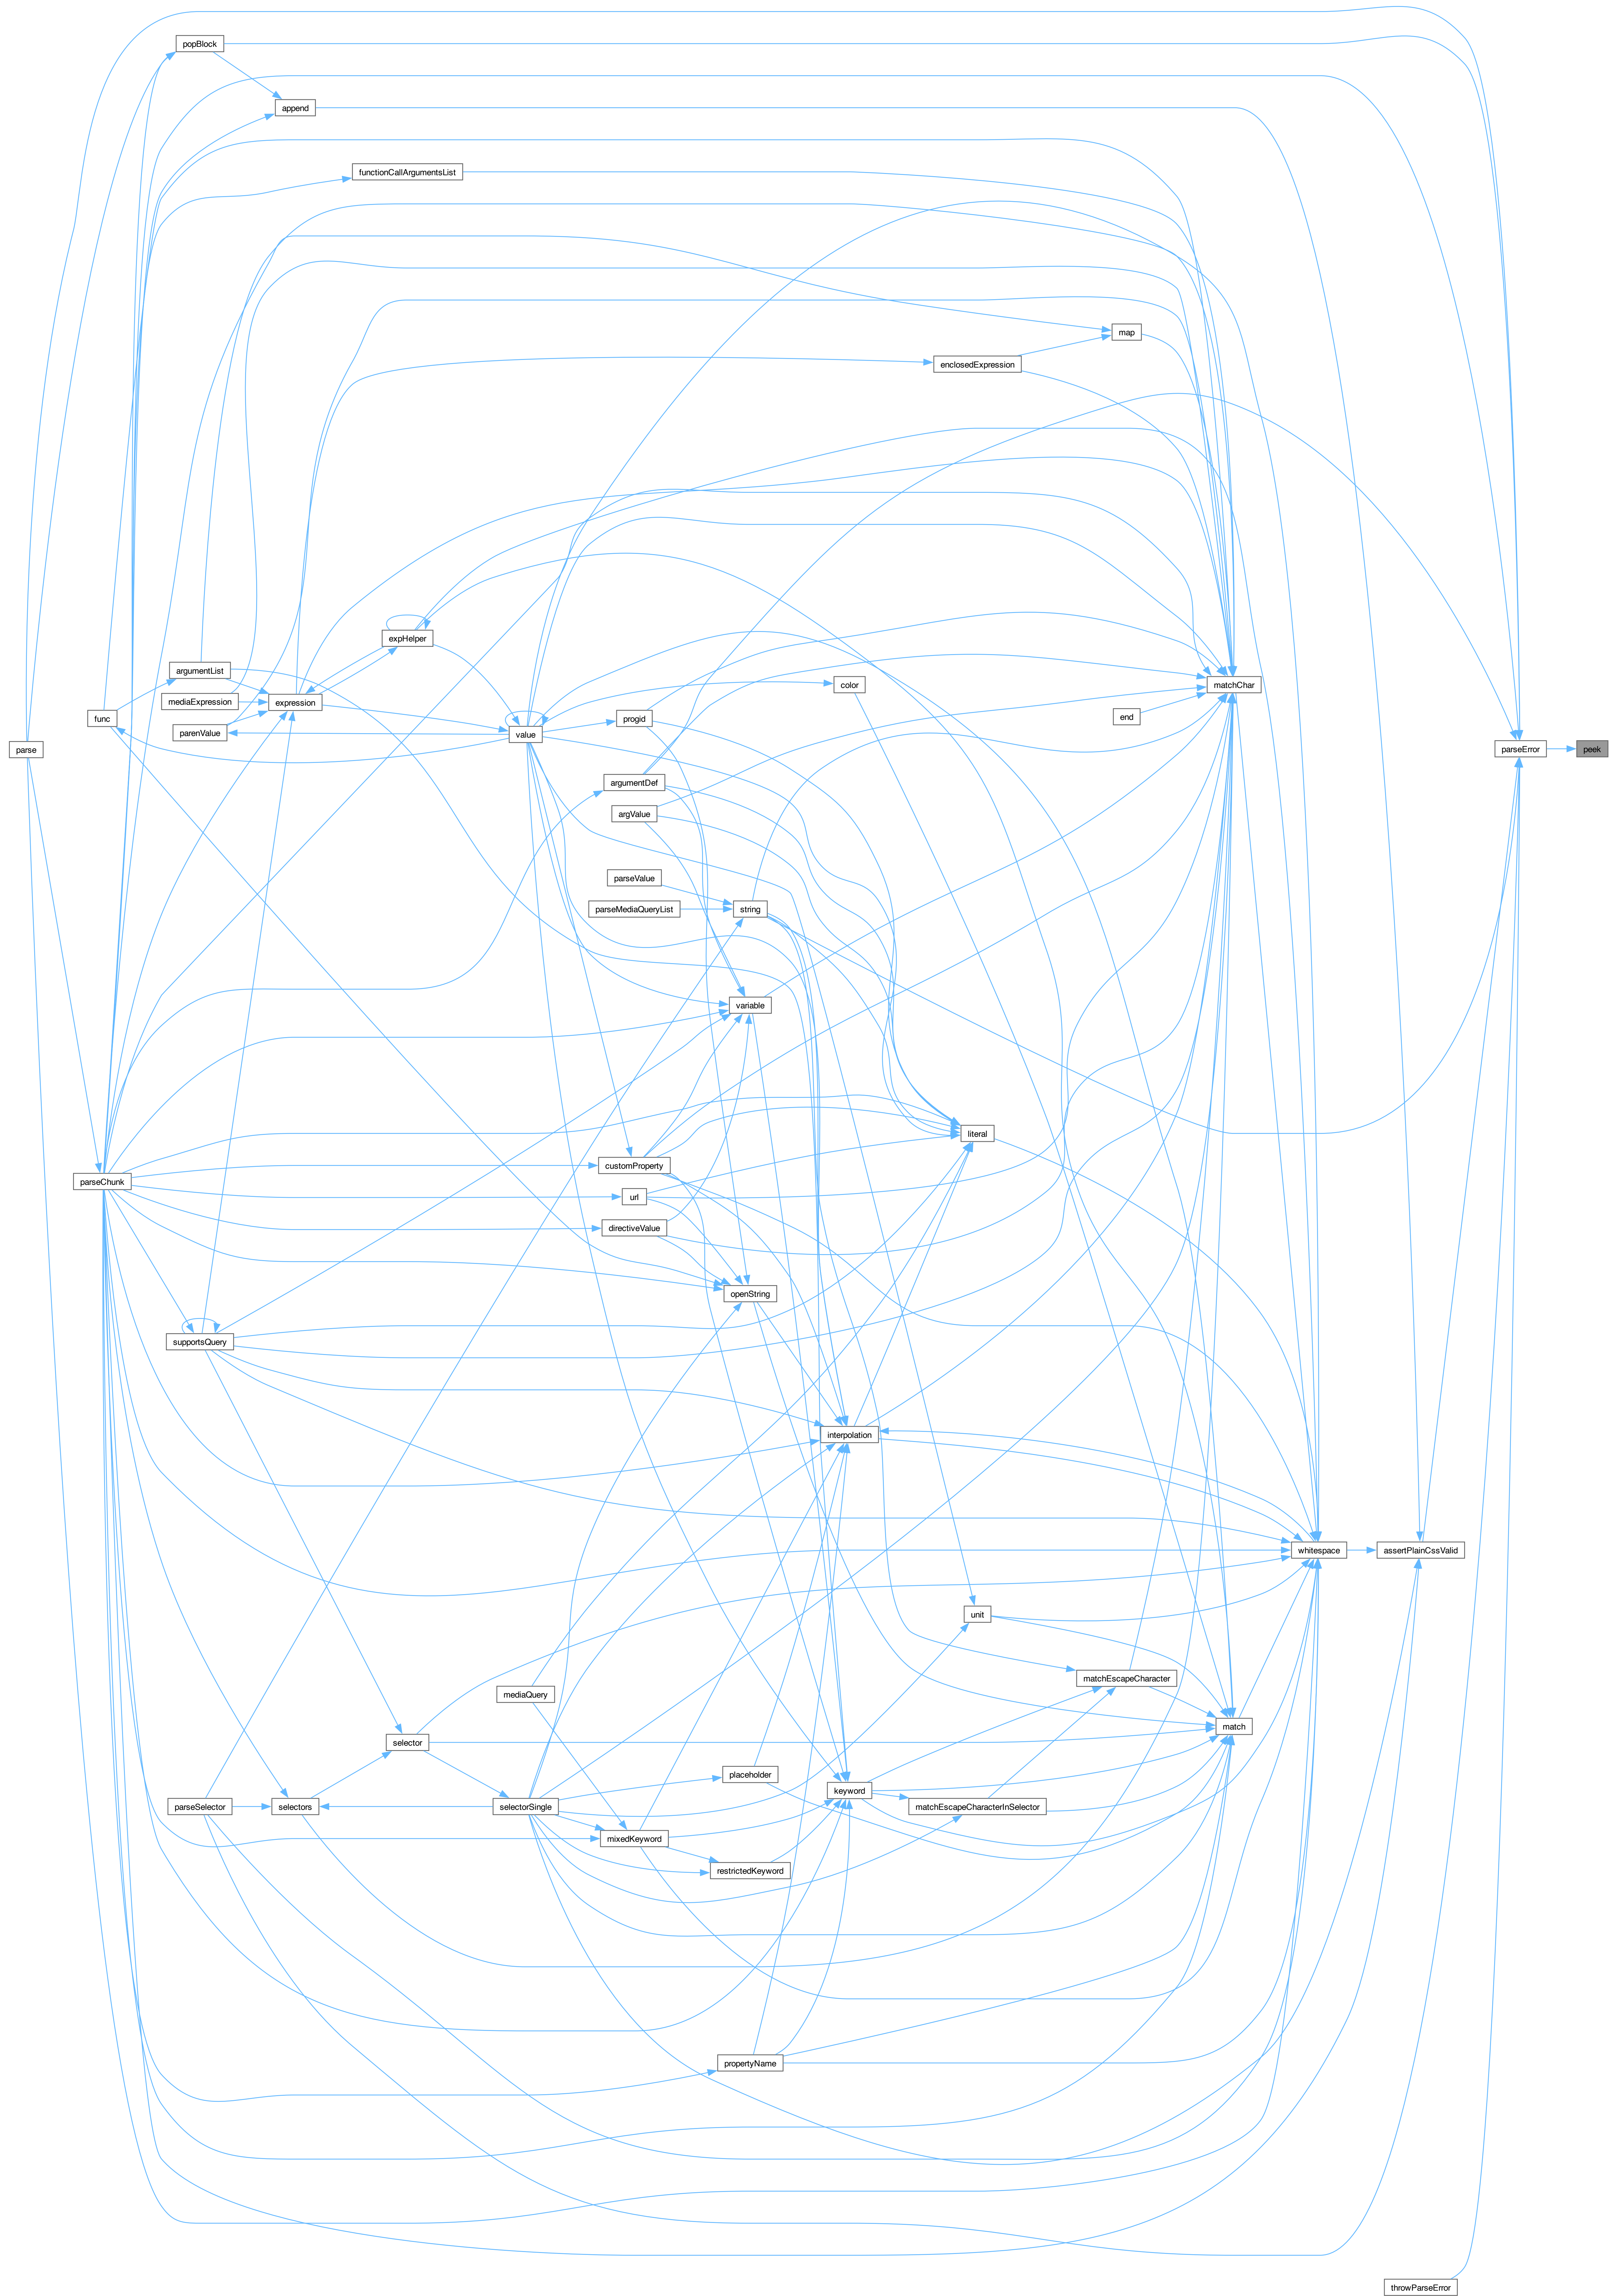 popBlock
append
functionCallArgumentsList
map
enclosedExpression
expHelper
argumentList
mediaExpression
expression
color
matchChar
func
parenValue
value
progid
end
parse
parseError
peek
argumentDef
argValue
parseValue
parseMediaQueryList
string
variable
literal
customProperty
parseChunk
url
directiveValue
openString
supportsQuery
interpolation
whitespace
assertPlainCssValid
unit
matchEscapeCharacter
mediaQuery
match
selector
placeholder
keyword
parseSelector
selectors
selectorSingle
matchEscapeCharacterInSelector
mixedKeyword
restrictedKeyword
propertyName
throwParseError